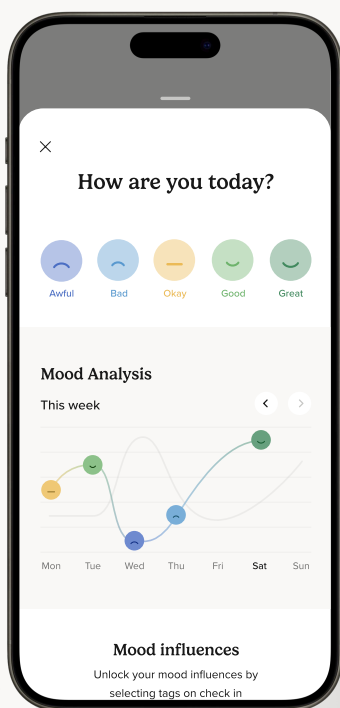 How are you today?
Awful Bad Okay Good Great
Mood Analysis
This week
Mon Tue Wed Thu Fri Sat Sun
Mood influences
Unlock your mood influences by
selecting tags on check in